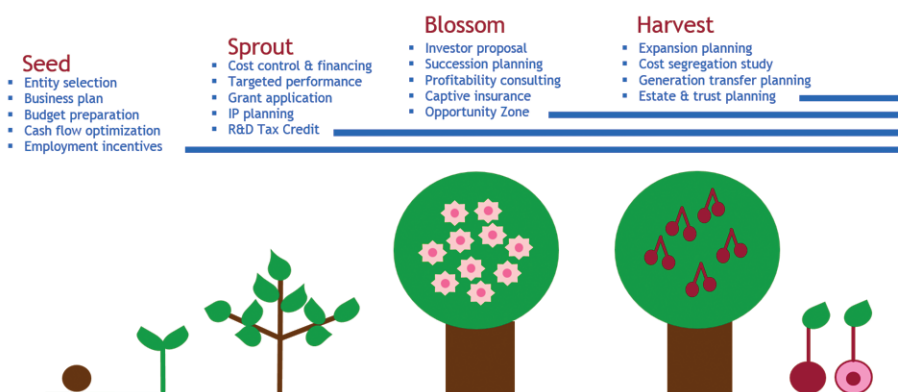 Seed
▪ Entity selection
▪ Business plan
▪ Budget preparation
▪ Cash flow optimization
▪ Employment incentives
Sprout
▪ Cost control & financing
▪ Targeted performance
▪ Grant application
▪ IP planning
▪ R&D Tax Credit
Blossom
▪ Investor proposal
▪ Succession planning
▪ Profitability consulting
▪ Captive insurance
▪ Opportunity Zone
Harvest
▪ Expansion planning
▪ Cost segregation study
▪ Generation transfer planning
▪ Estate & trust planning